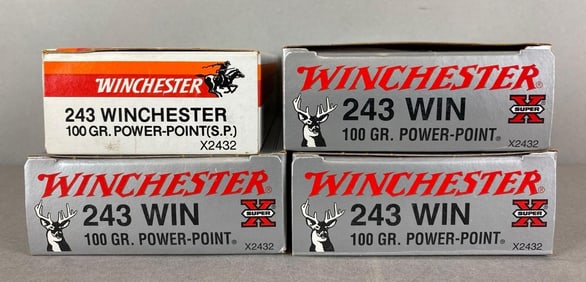 WINCHESTER
243 WINCHESTER
100 GR. POWER-POINT(S.P.)
X2432
WINCHESTER®
243 WIN
X SUPER
100 GR. POWER-POINT®
X2432
WINCHESTER®
243 WIN
X SUPER
100 GR. POWER-POINT®
X2432
WINCHESTER®
243 WIN
X SUPER
100 GR. POWER-POINT®
X2432